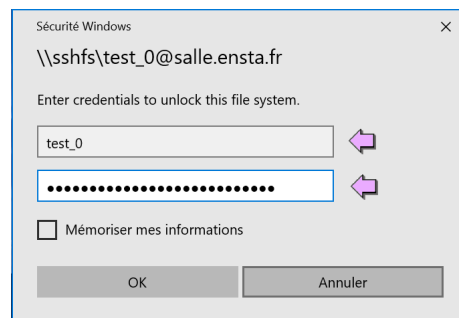 Sécurité Windows
\\sshfs\test_0@salle.ensta.fr
Enter credentials to unlock this file system.
test_0
●●●●●●●●●●●●●●●●●●●●●●●●●●●
Mémoriser mes informations
OK Annuler